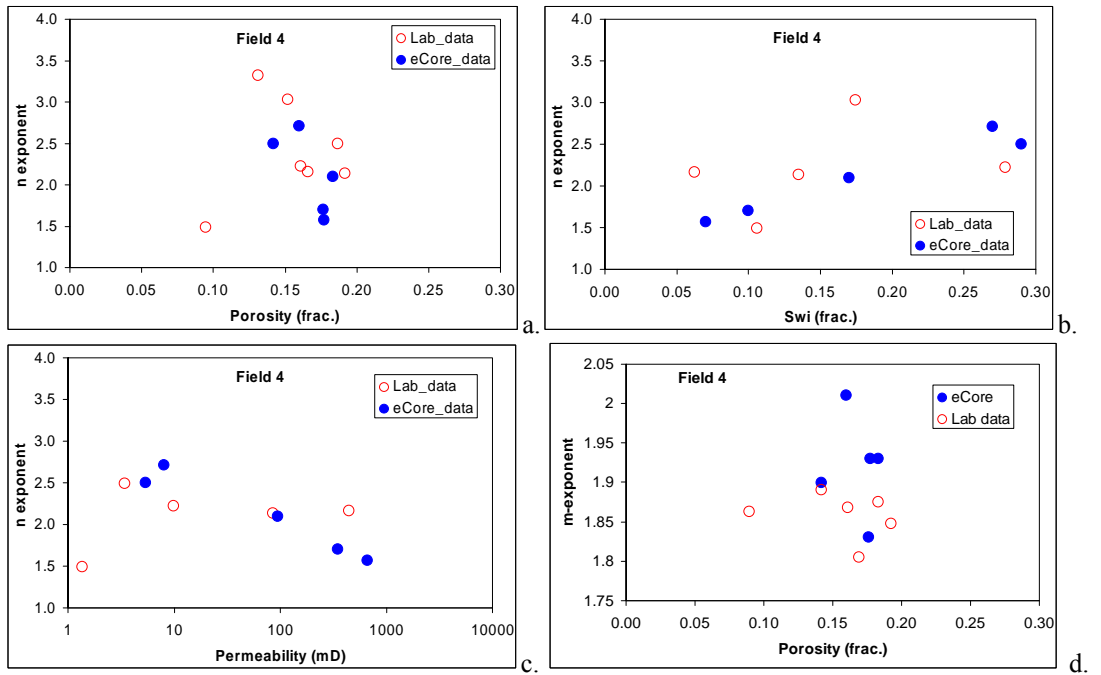 4.0
3.5
3.0
2.5
2.0
1.5
1.0
n exponent
Field 4
Lab_data
eCore_data
0.00 0.05 0.10 0.15 0.20 0.25 0.30
Porosity (frac.)
a.
4.0
3.5
3.0
2.5
2.0
1.5
1.0
n exponent
Field 4
Lab_data
eCore_data
0.00 0.05 0.10 0.15 0.20 0.25 0.30
Swi (frac.)
b.
4.0
3.5
3.0
2.5
2.0
1.5
1.0
n exponent
Field 4
Lab_data
eCore_data
1 10 100 1000 10000
Permeability (mD)
c.
2.05
2
1.95
1.9
1.85
1.8
1.75
m-exponent
Field 4
eCore
Lab data
0.00 0.05 0.10 0.15 0.20 0.25 0.30
Porosity (frac.)
d.